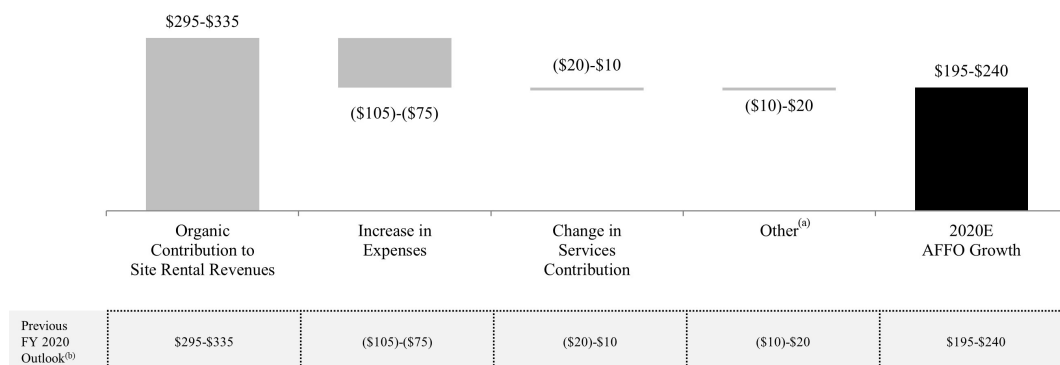 $295-$335
($105)-($75)
($20)-$10
($10)-$20
$195-$240
Organic
Contribution to
Site Rental Revenues
Increase in
Expenses
Change in
Services
Contribution
Other(a)
2020E
AFFO Growth
Previous
FY 2020
Outlook(b)
$295-$335
($105)-($75)
($20)-$10
($10)-$20
$195-$240